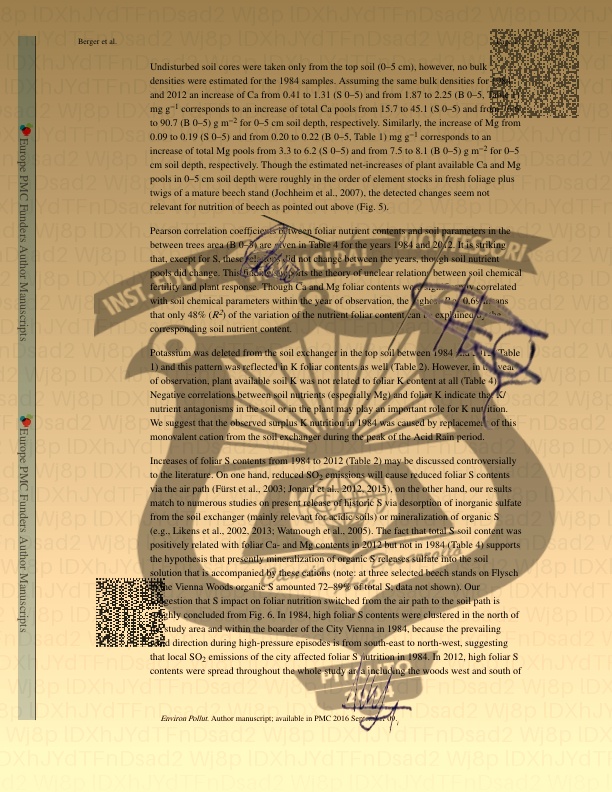 Berger et al.
Undisturbed soil cores were taken only from the top soil (0–5 cm), however, no bulk
densities were estimated for the 1984 samples. Assuming the same bulk densities for
and 2012 an increase of Ca from 0.41 to 1.31 (S 0–5) and from 1.87 to 2.25 (B 0–5,
mg g⁻¹ corresponds to an increase of total Ca pools from 15.7 to 45.1 (S 0–5) and from
to 90.7 (B 0–5) g m⁻² for 0–5 cm soil depth, respectively. Similarly, the increase of Mg from
0.09 to 0.19 (S 0–5) and from 0.20 to 0.22 (B 0–5, Table 1) mg g⁻¹ corresponds to an
increase of total Mg pools from 3.3 to 6.2 (S 0–5) and from 7.5 to 8.1 (B 0–5) g m⁻² for 0–5
cm soil depth, respectively. Though the estimated net-increases of plant available Ca and Mg
pools in 0–5 cm soil depth were roughly in the order of element stocks in fresh foliage plus
twigs of a mature beech stand (Jochheim et al., 2007), the detected changes seem not
relevant for nutrition of beech as pointed out above (Fig. 5).
Pearson correlation coefficients between foliar nutrient contents and soil parameters in the
between trees area (B 0–5) are given in Table 4 for the years 1984 and 2012. It is striking
that, except for S, these did not change between the years, though soil nutrient
pools did change. This supports the theory of unclear relation between soil chemical
fertility and plant response. Though Ca and Mg foliar contents correlated
with soil chemical parameters within the year of observation, the highest
that only 48% (R²) of the variation of the nutrient foliar content can explained
corresponding soil nutrient content.
Potassium was deleted from the soil exchanger in the top soil between 1984 (Table
1) and this pattern was reflected in K foliar contents as well (Table 2). However, in year
of observation, plant available soil K was not related to foliar K content at all (Table 4).
Negative correlations between soil nutrients (especially Mg) and foliar K indicate that K/
nutrient antagonisms in the soil or in the plant may play an important role for K nutrition.
We suggest that the observed surplus K nutrition in 1984 was caused by replacement of this
monovalent cation from the soil exchanger during the peak of the Acid Rain period.
Increases of foliar S contents from 1984 to 2012 (Table 2) may be discussed controversially
to the literature. On one hand, reduced SO₂ emissions will cause reduced foliar S contents
via the air path (Fürst et al., 2003; Jonard et al., 2012, 2015), on the other hand, our results
match to numerous studies on present release of historic S via desorption of inorganic sulfate
from the soil exchanger (mainly relevant for acidic soils) or mineralization of organic S
(e.g., Likens et al., 2002, 2013; Watmough et al., 2005). The fact that total S soil content was
positively related with foliar Ca- and Mg contents in 2012 but not in 1984 (Table 4) supports
the hypothesis that presently mineralization of organic S releases sulfate into the soil
solution that is accompanied by these cations (note: at three selected beech stands on Flysch
the Vienna Woods organic S amounted 72–89% of total S; data not shown). Our
that S impact on foliar nutrition switched from the air path to the soil path is
concluded from Fig. 6. In 1984, high foliar S contents were clustered in the north of
study area and within the boarder of the City Vienna in 1984, because the prevailing
direction during high-pressure episodes is from south-east to north-west, suggesting
that local SO₂ emissions of the city affected foliar S nutrition in 1984. In 2012, high foliar S
contents were spread throughout the whole study area including the woods west and south of
Environ Pollut. Author manuscript; available in PMC 2016
Europe PMC Funders Author Manuscripts
Europe PMC Funders Author Manuscripts